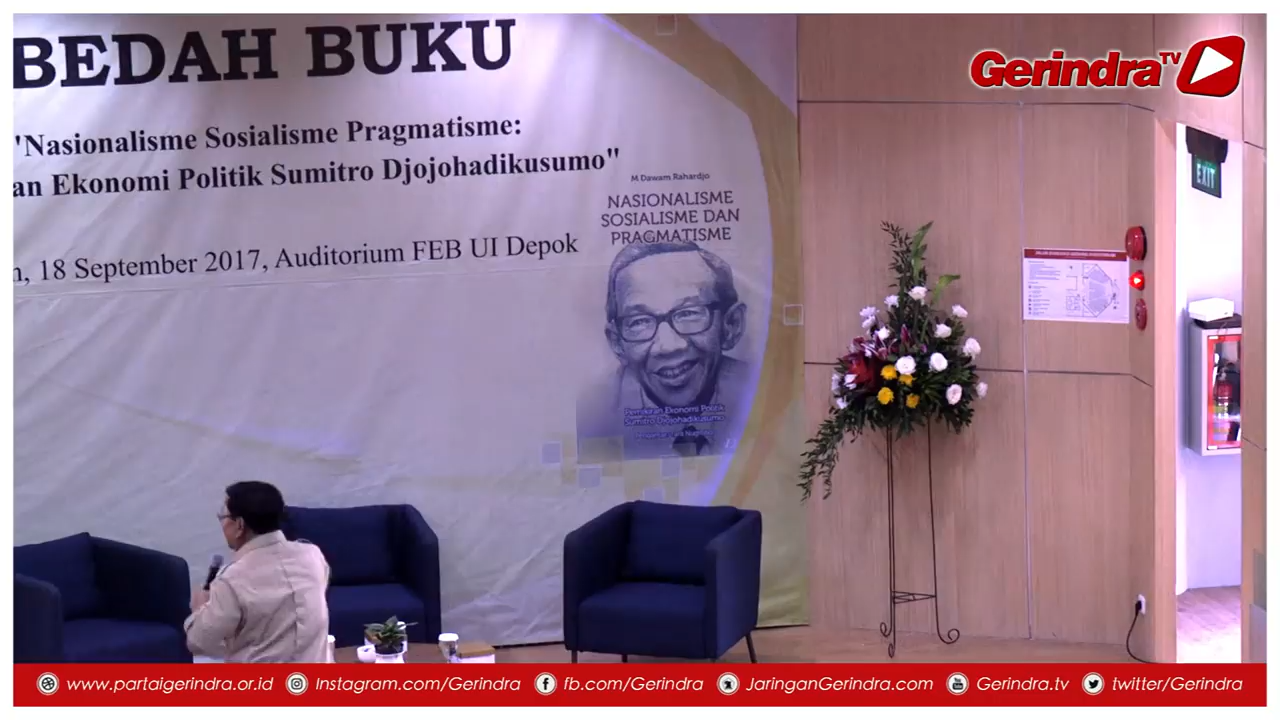 BEDAH BUKU
"Nasionalisme Sosialisme Pragmatisme:
an Ekonomi Politik Sumitro Djojohadikusumo"
n, 18 September 2017, Auditorium FEB UI Depok
M Dawam Rahardjo
NASIONALISME
SOSIALISME DAN
PRAGMATISME
Pemikiran Ekonomi Politik
Sumitro Djojohadikusumo
GerindraTV
EXIT
www.partaigerindra.or.id
Instagram.com/Gerindra
fb.com/Gerindra
JaringanGerindra.com
Gerindra.tv
twitter/Gerindra